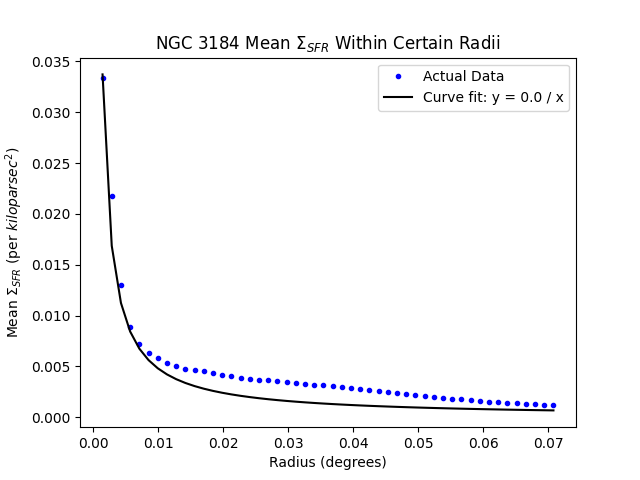 NGC 3184 Mean Σ_SFR Within Certain Radii
Actual Data
Curve fit: y = 0.0 / x
0.035
0.030
0.025
0.020
0.015
0.010
0.005
0.000
Mean Σ_SFR (per kiloparsec²)
0.00 0.01 0.02 0.03 0.04 0.05 0.06 0.07
Radius (degrees)